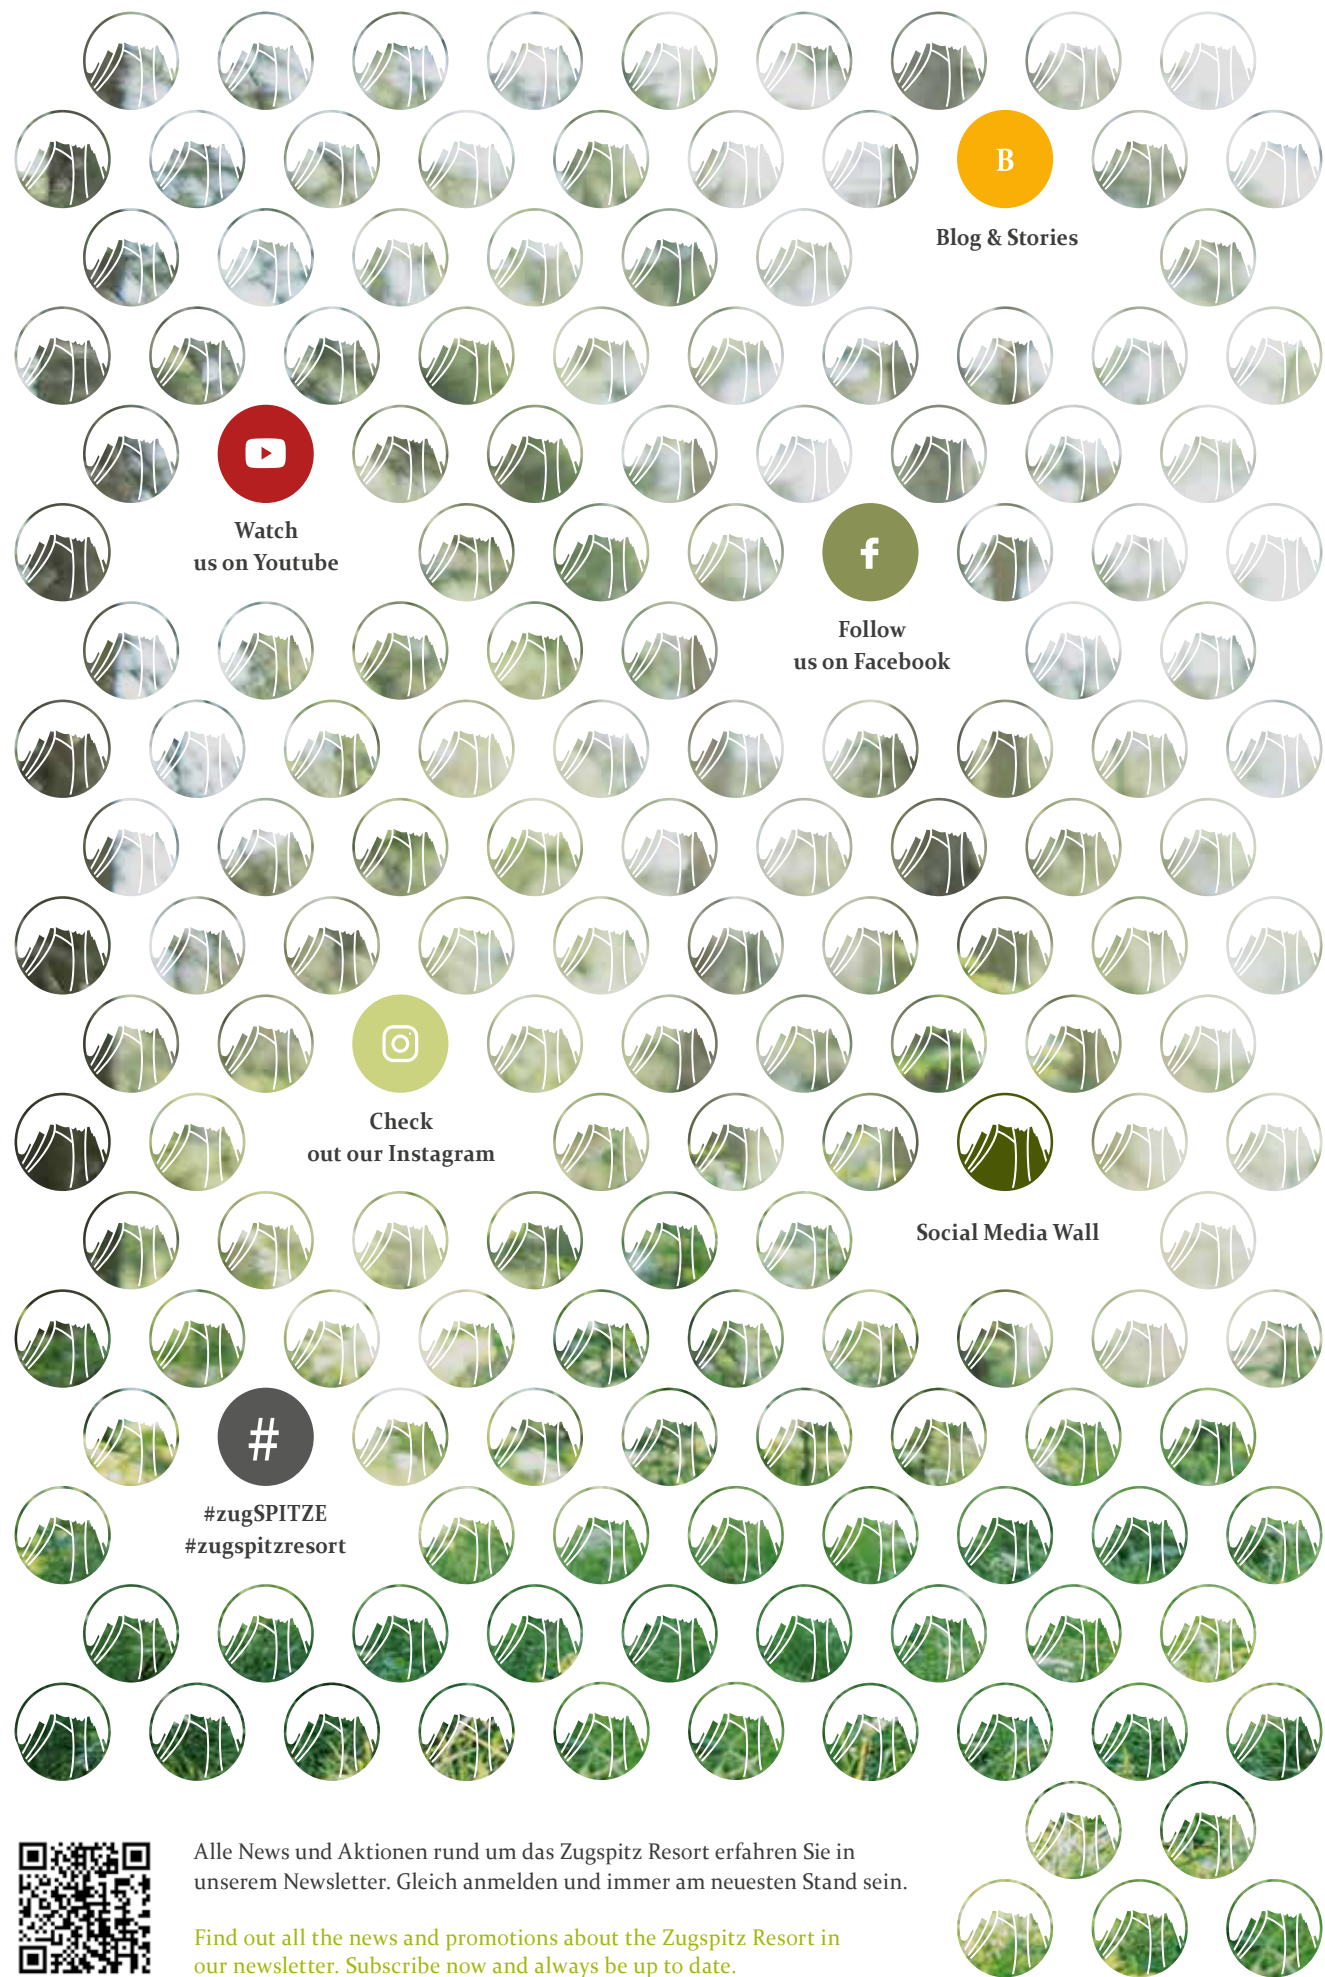 B
Blog & Stories
Watch
us on Youtube
f
Follow
us on Facebook
Check
out our Instagram
Social Media Wall
#
#zugSPITZE
#zugspitzresort
Alle News und Aktionen rund um das Zugspitz Resort erfahren Sie in
unserem Newsletter. Gleich anmelden und immer am neuesten Stand sein.
Find out all the news and promotions about the Zugspitz Resort in
our newsletter. Subscribe now and always be up to date.